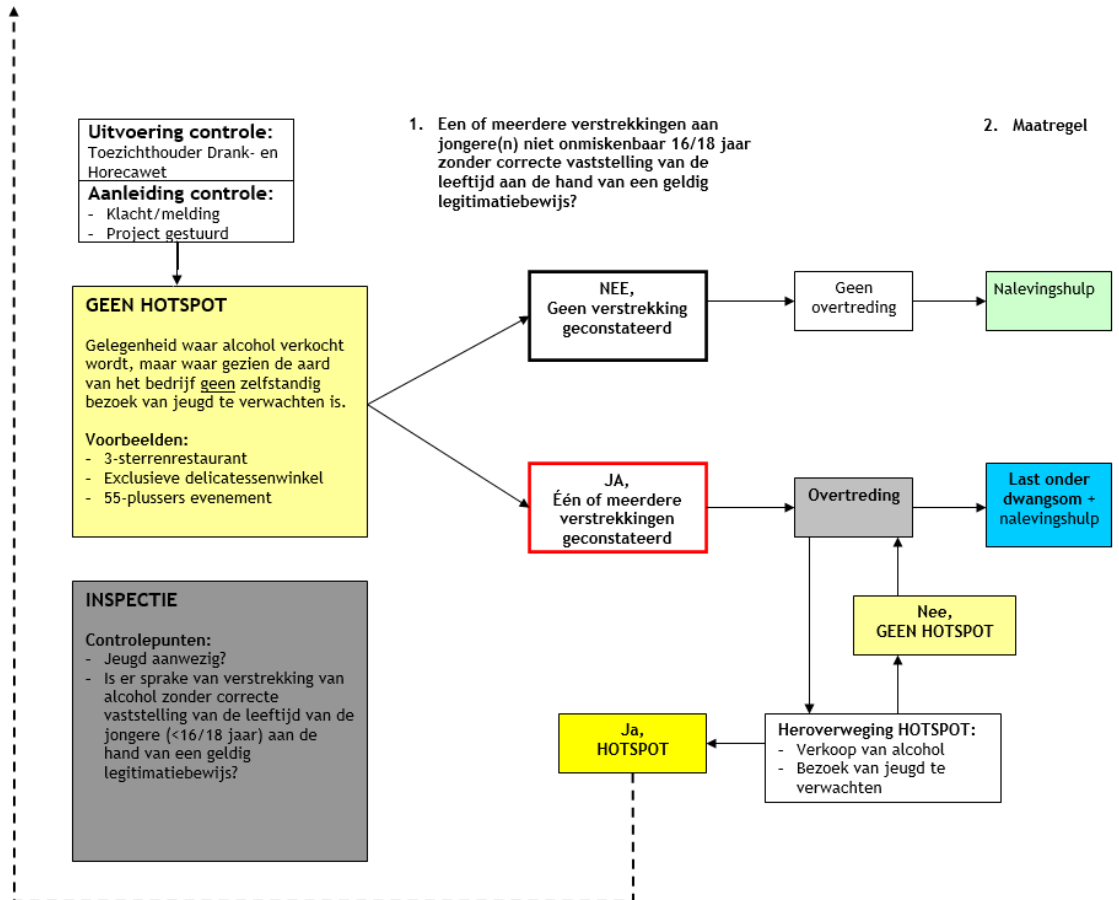 Uitvoering controle:
Toezichthouder Drank- en
Horecawet
Aanleiding controle:
- Klacht/melding
- Project gestuurd
1. Een of meerdere verstrekkingen aan
jongere(n) niet onmiskenbaar 16/18 jaar
zonder correcte vaststelling van de
leeftijd aan de hand van een geldig
legitimatiebewijs?
2. Maatregel
GEEN HOTSPOT
Gelegenheid waar alcohol verkocht
wordt, maar waar gezien de aard
van het bedrijf geen zelfstandig
bezoek van jeugd te verwachten is.
Voorbeelden:
- 3-sterrenrestaurant
- Exclusieve delicatessenwinkel
- 55-plussers evenement
NEE,
Geen verstrekking
geconstateerd
Geen
overtreding
Nalevingshulp
JA,
Één of meerdere
verstrekkingen
geconstateerd
Overtreding
Last onder
dwangsom +
nalevingshulp
INSPECTIE
Controlepunten:
- Jeugd aanwezig?
- Is er sprake van verstrekking van
alcohol zonder correcte
vaststelling van de leeftijd van de
jongere (<16/18 jaar) aan de
hand van een geldig
legitimatiebewijs?
Nee,
GEEN HOTSPOT
Ja,
HOTSPOT
Heroverweging HOTSPOT:
- Verkoop van alcohol
- Bezoek van jeugd te
verwachten